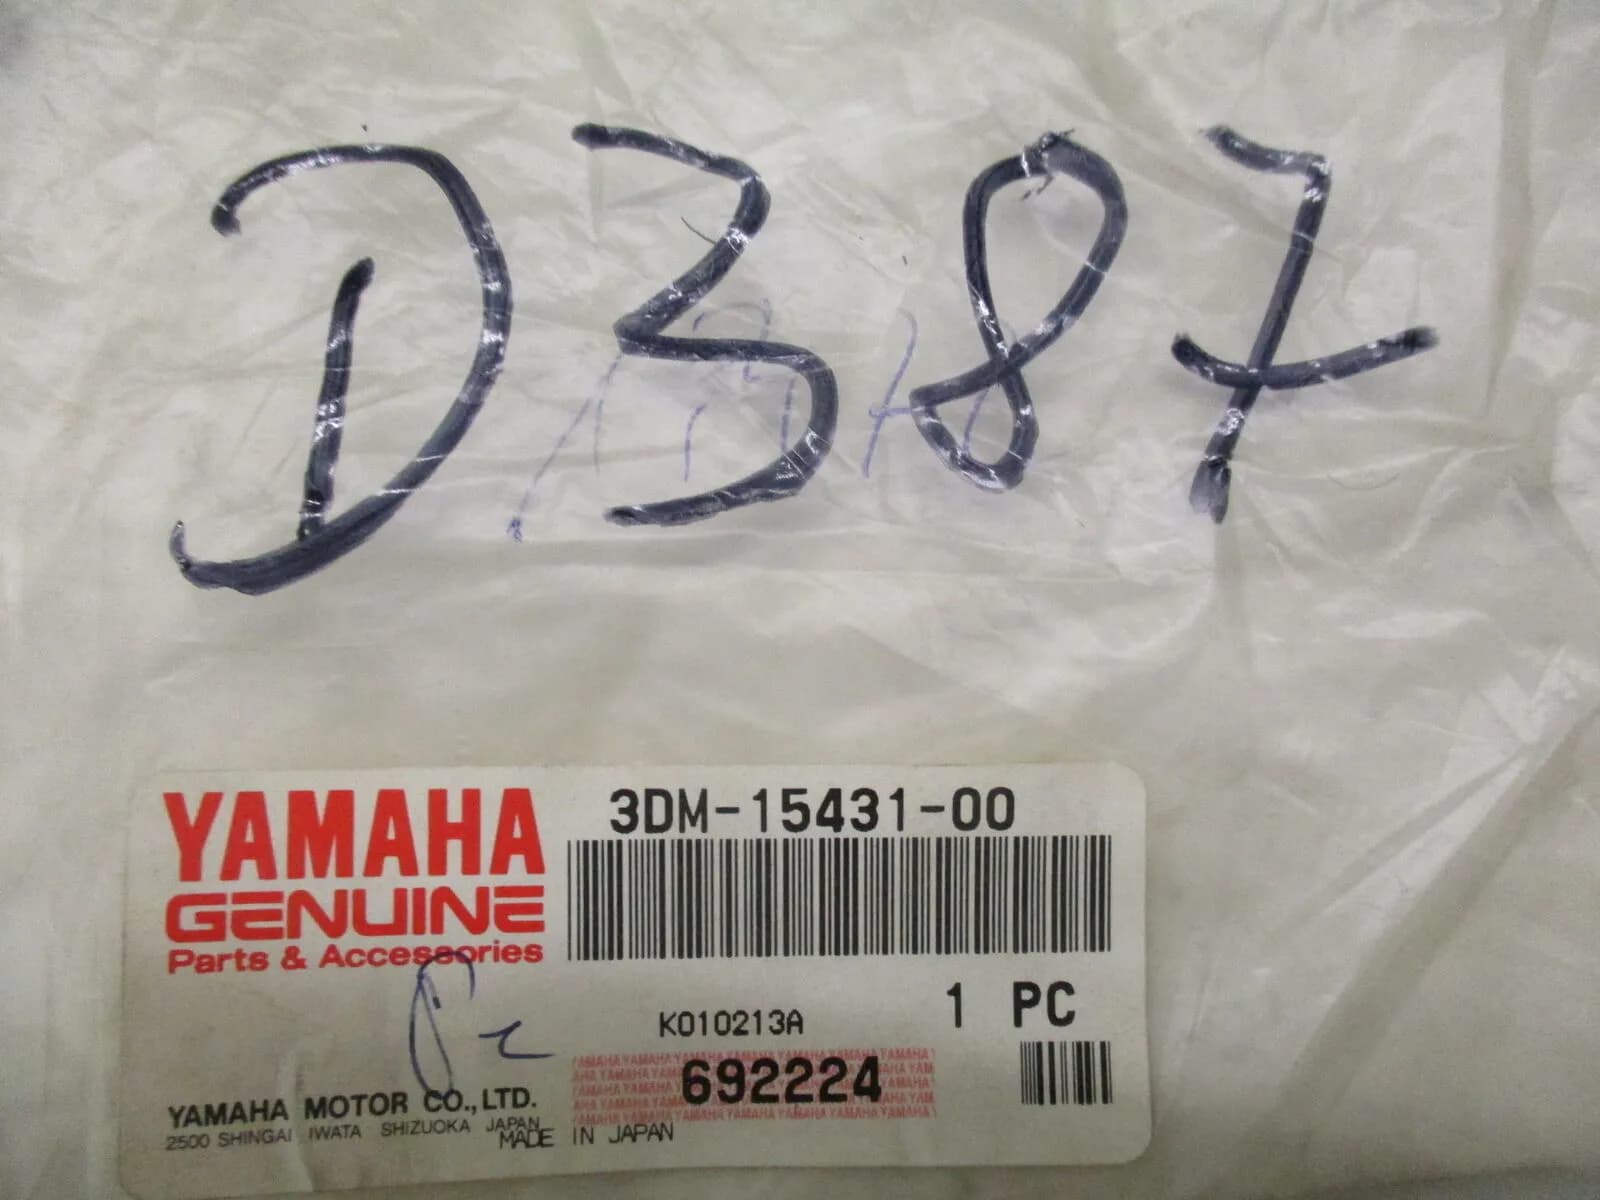 D387
YAMAHA
GENUINE
Parts & Accessories
3DM-15431-00
K010213A
1 PC
692224
YAMAHA MOTOR CO., LTD.
2500 SHINGAI IWATA SHIZUOKA JAPAN
MADE IN JAPAN